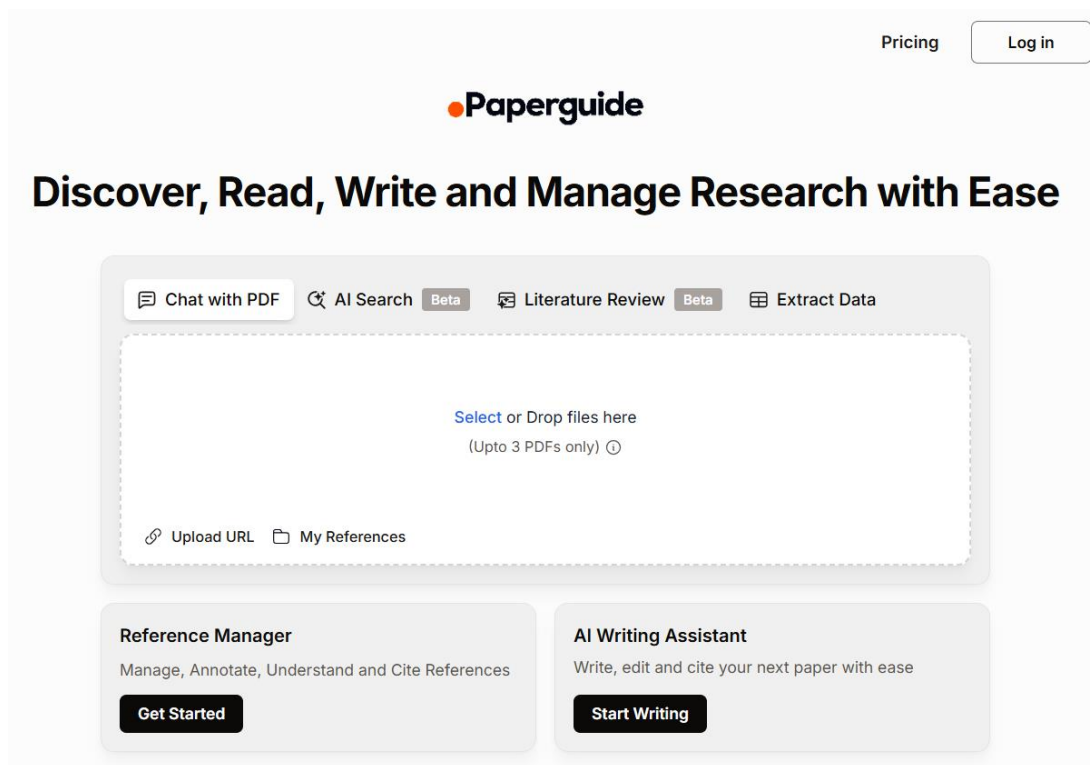 Pricing Log in
Paperguide
Discover, Read, Write and Manage Research with Ease
Chat with PDF AI Search Beta Literature Review Beta Extract Data
Select or Drop files here
(Upto 3 PDFs only)
Upload URL My References
Reference Manager
Manage, Annotate, Understand and Cite References
Get Started
AI Writing Assistant
Write, edit and cite your next paper with ease
Start Writing